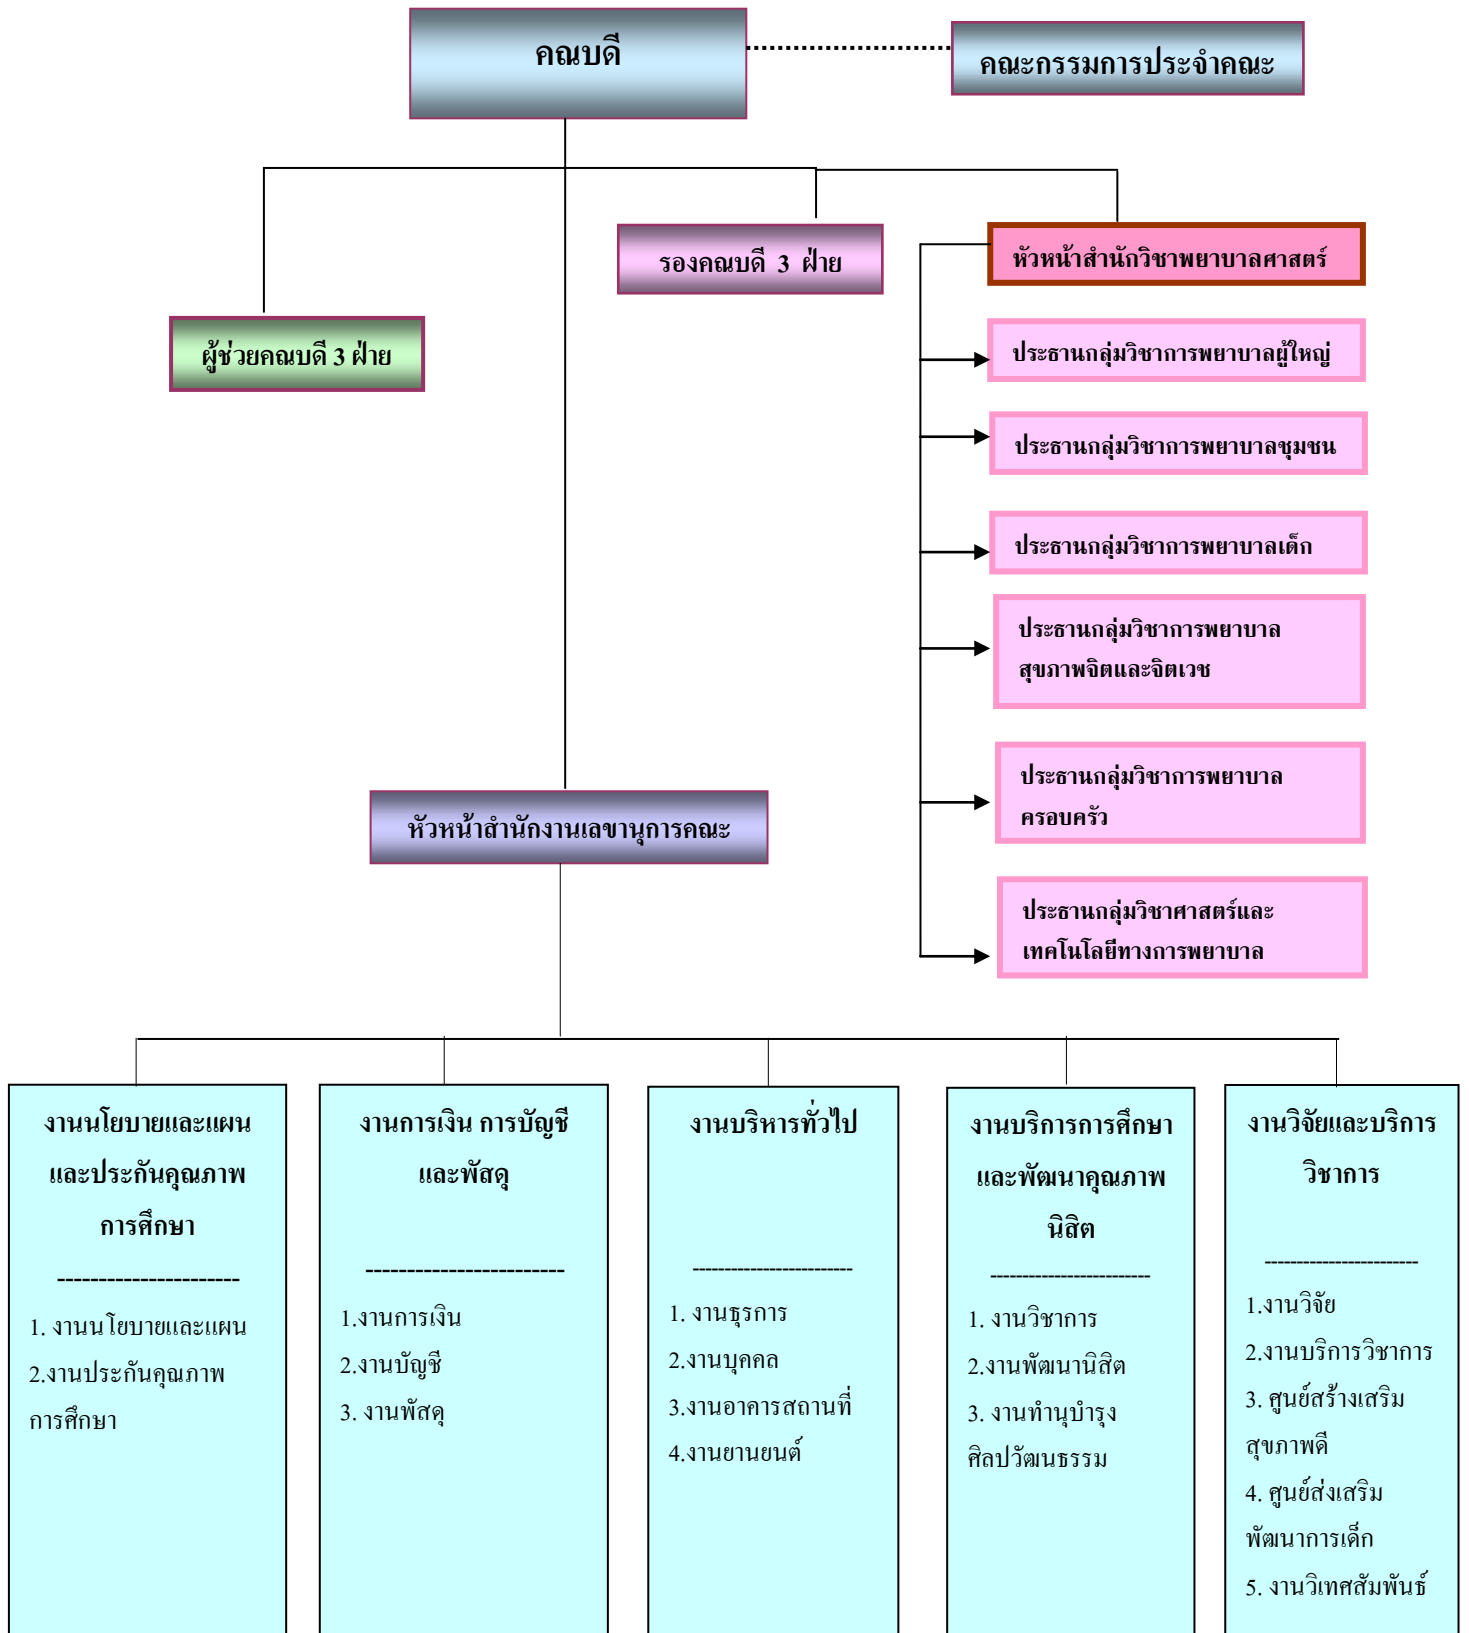 คณบดี
คณะกรรมการประจำคณะ
รองคณบดี 3 ฝ่าย
หัวหน้าสำนักวิชาพยาบาลศาสตร์
ผู้ช่วยคณบดี 3 ฝ่าย
ประธานกลุ่มวิชาการพยาบาลผู้ใหญ่
ประธานกลุ่มวิชาการพยาบาลชุมชน
ประธานกลุ่มวิชาการพยาบาลเด็ก
ประธานกลุ่มวิชาการพยาบาล
สุขภาพจิตและจิตเวช
ประธานกลุ่มวิชาการพยาบาล
ครอบครัว
หัวหน้าสำนักงานเลขานุการคณะ
ประธานกลุ่มวิชาศาสตร์และ
เทคโนโลยีทางการพยาบาล
งานนโยบายและแผน
และประกันคุณภาพ
การศึกษา
-----------------------
1. งานนโยบายและแผน
2.งานประกันคุณภาพ
การศึกษา
งานการเงิน การบัญชี
และพัสดุ
-------------------------
1.งานการเงิน
2.งานบัญชี
3. งานพัสดุ
งานบริหารทั่วไป
-------------------------
1. งานธุรการ
2.งานบุคคล
3.งานอาคารสถานที่
4.งานยานยนต์
งานบริการการศึกษา
และพัฒนาคุณภาพ
นิสิต
-------------------------
1. งานวิชาการ
2.งานพัฒนานิสิต
3. งานทำนุบำรุง
ศิลปวัฒนธรรม
งานวิจัยและบริการ
วิชาการ
------------------------
1.งานวิจัย
2.งานบริการวิชาการ
3. ศูนย์สร้างเสริม
สุขภาพดี
4. ศูนย์ส่งเสริม
พัฒนาการเด็ก
5. งานวิเทศสัมพันธ์